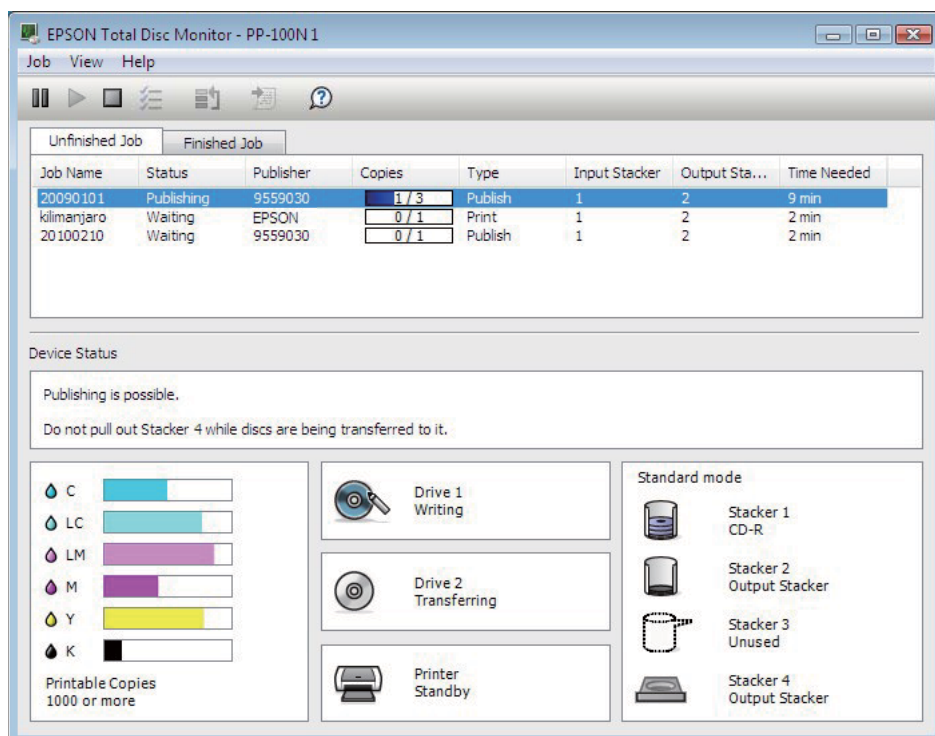 EPSON Total Disc Monitor - PP-100N 1
Job View Help
Unfinished Job Finished Job
Job Name Status Publisher Copies Type Input Stacker Output Sta... Time Needed
20090101 Publishing 9559030 1 / 3 Publish 1 2 9 min
kilimanjaro Waiting EPSON 0 / 1 Print 1 2 2 min
20100210 Waiting 9559030 0 / 1 Publish 1 2 2 min
Device Status
Publishing is possible.
Do not pull out Stacker 4 while discs are being transferred to it.
C
LC
LM
M
Y
K
Printable Copies
1000 or more
Drive 1
Writing
Drive 2
Transferring
Printer
Standby
Standard mode
Stacker 1
CD-R
Stacker 2
Output Stacker
Stacker 3
Unused
Stacker 4
Output Stacker